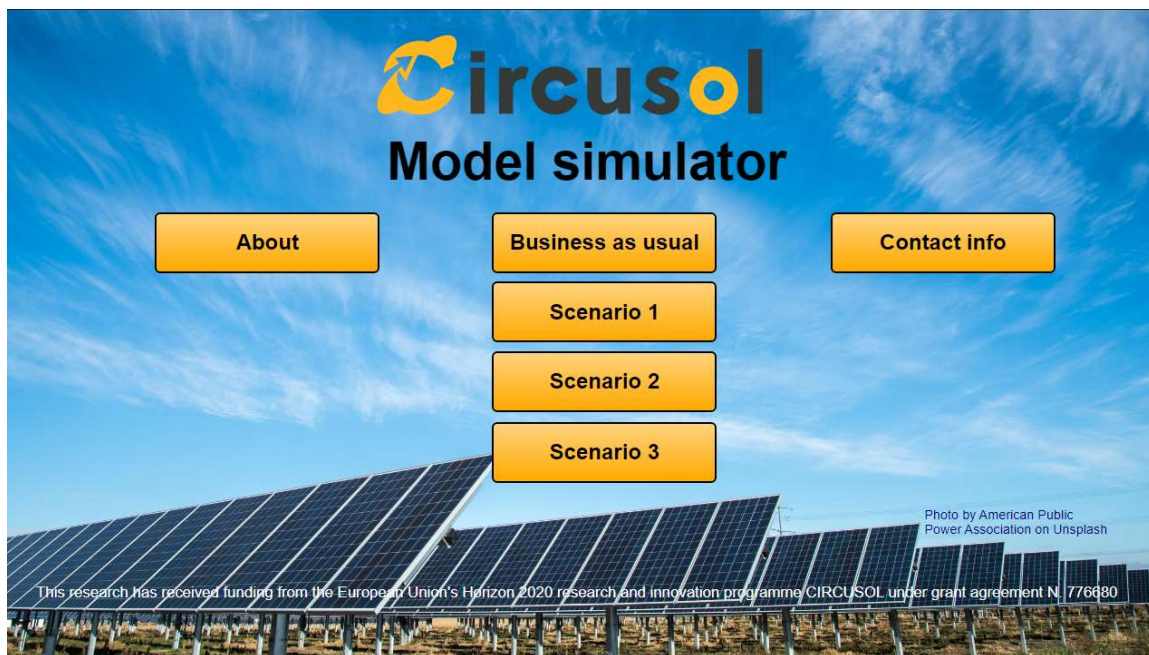 Circusol
Model simulator
About
Business as usual
Contact info
Scenario 1
Scenario 2
Scenario 3
Photo by American Public
Power Association on Unsplash
This research has received funding from the European Union's Horizon 2020 research and innovation programme CIRCUSOL under grant agreement N. 776680